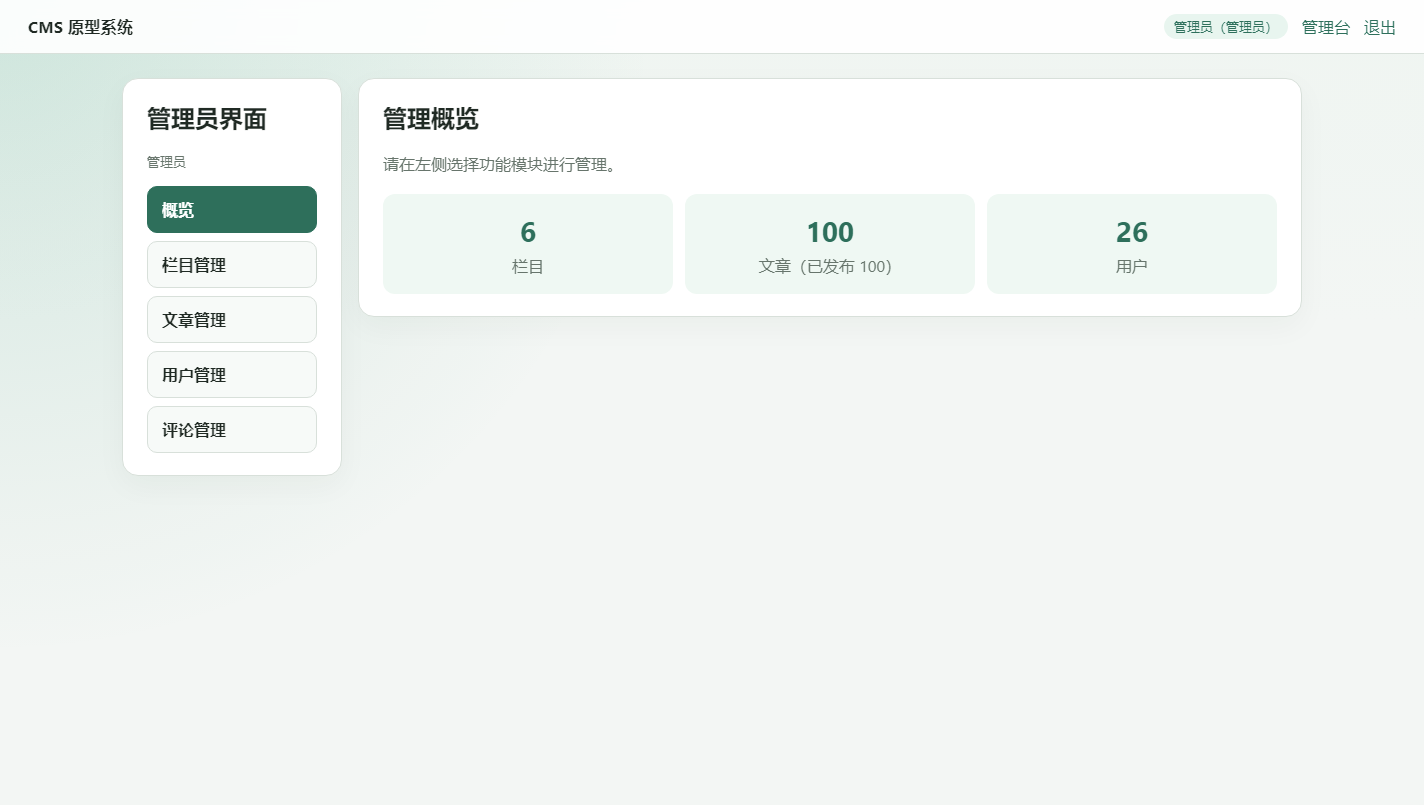 CMS 原型系统
管理员（管理员）
管理台
退出
管理员界面
管理员
概览
栏目管理
文章管理
用户管理
评论管理
管理概览
请在左侧选择功能模块进行管理。
6
栏目
100
文章（已发布 100）
26
用户